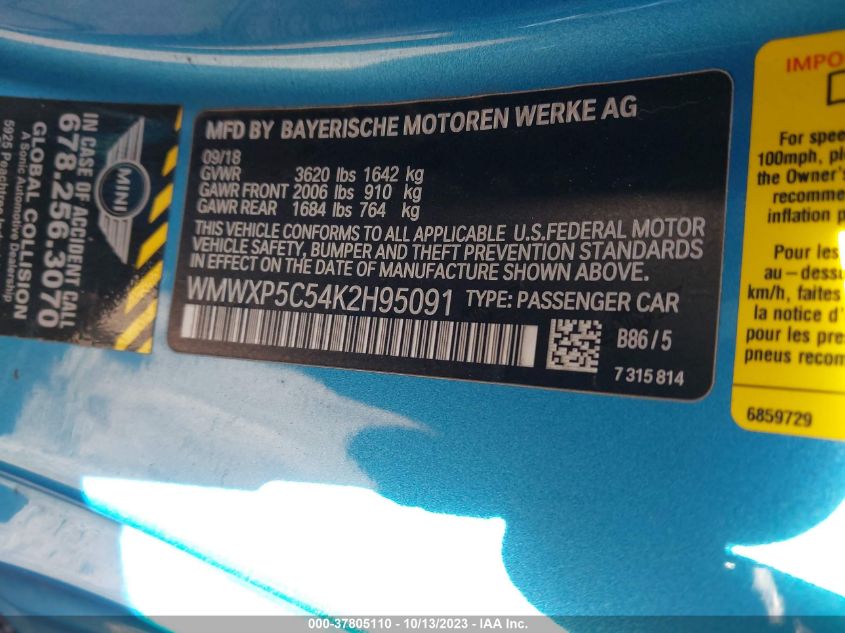 MFD BY BAYERISCHE MOTOREN WERKE AG
09/18
GVWR 3620 lbs 1642 kg
GAWR FRONT 2006 lbs 910 kg
GAWR REAR 1684 lbs 764 kg
THIS VEHICLE CONFORMS TO ALL APPLICABLE U.S.FEDERAL MOTOR
VEHICLE SAFETY, BUMPER AND THEFT PREVENTION STANDARDS
IN EFFECT ON THE DATE OF MANUFACTURE SHOWN ABOVE.
WMWXP5C54K2H95091 TYPE: PASSENGER CAR
B86/5
7 315 814
MINI
IN CASE OF ACCIDENT CALL
678.256.3070
GLOBAL COLLISION
A Sonic Automotive Dealership
5925 Peachtree
IMPO
For spee
100mph, pl
the Owner's
recomme
inflation p
Pour les
au-dessu
km/h, faites
la notice d'
pour les pre
pneus recom
6859729
000-37805110 - 10/13/2023 - IAA Inc.